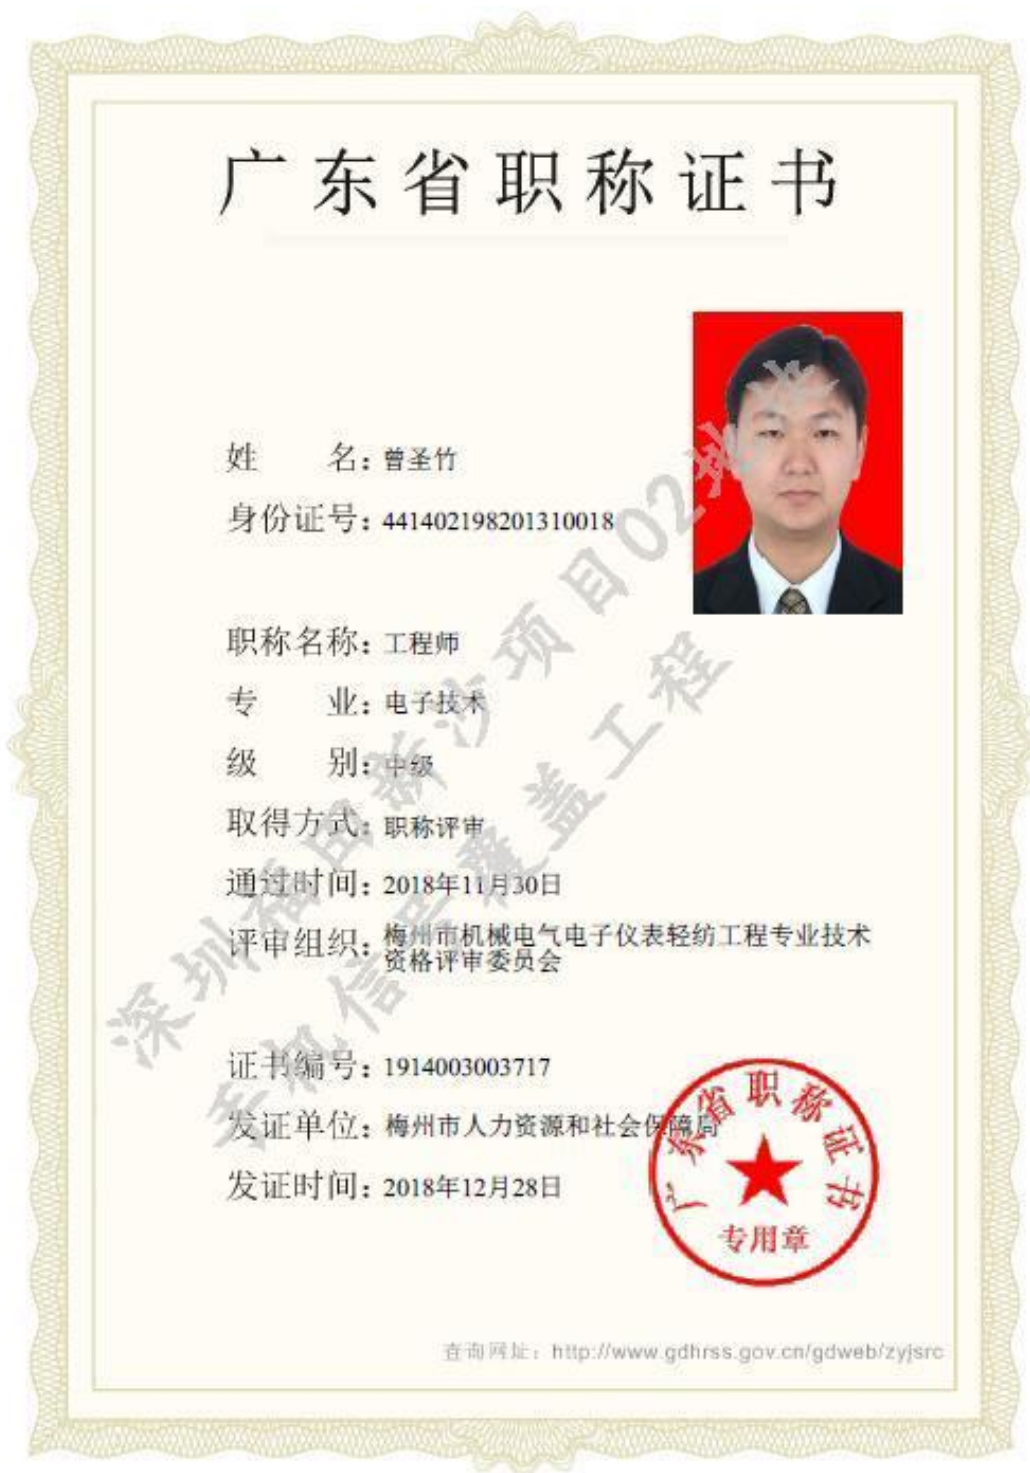 广东省职称证书
姓 名：曾圣竹
身份证号：441402198201310018
职称名称：工程师
专 业：电子技术
级 别：中级
取得方式：职称评审
通过时间：2018年11月30日
评审组织：梅州市机械电气电子仪表轻纺工程专业技术
资格评审委员会
证书编号：1914003003717
发证单位：梅州市人力资源和社会保障局
发证时间：2018年12月28日
广东省职称证书
专用章
查询网址：http://www.gdhrss.gov.cn/gdweb/zyjsrc
深圳福田新沙项目02地块
手机信号覆盖工程